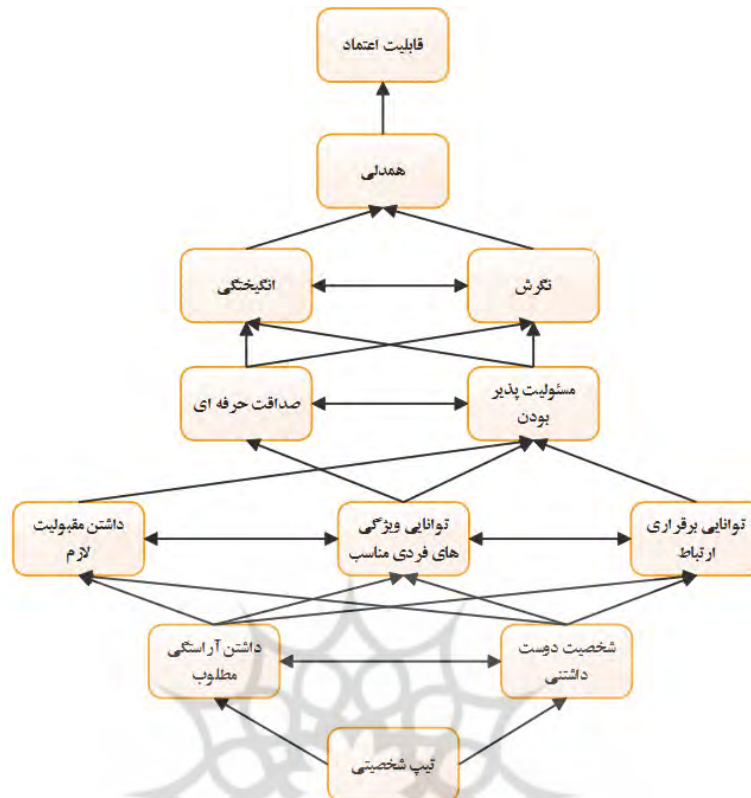 قابلیت اعتماد
همدلی
نگرش
انگیختگی
مسئولیت پذیر
بودن
صداقت حرفه ای
توانایی برقراری
ارتباط
توانایی ویژگی
های فردی مناسب
داشتن مقبولیت
لازم
شخصیت دوست
داشتنی
داشتن آراستگی
مطلوب
تیپ شخصیتی